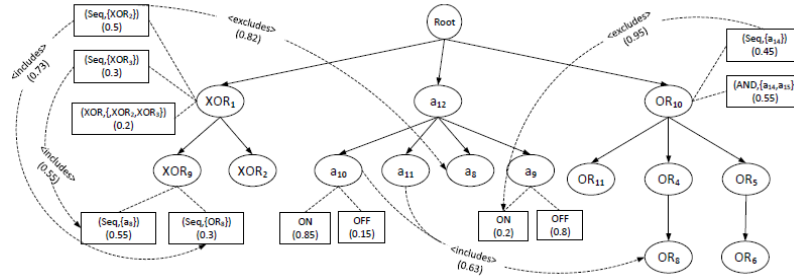 {Seq,{XOR₂}}
(0.5)
<excludes>
(0.82)
Root
<excludes>
(0.95)
{Seq,{a₁₄}}
(0.45)
<includes>
(0.73)
{Seq,{XOR₃}}
(0.3)
{XOR,{,XOR₂,XOR₃}}
(0.2)
XOR₁
a₁₂
OR₁₀
{AND,{a₁₄,a₁₅}}
(0.55)
<includes>
(0.55)
XOR₉
XOR₂
a₁₀
a₁₁
a₈
a₉
OR₁₁
OR₄
OR₅
{Seq,{a₈}}
(0.55)
{Seq,{OR₈}}
(0.3)
ON
(0.85)
OFF
(0.15)
ON
(0.2)
OFF
(0.8)
<includes>
(0.63)
OR₈
OR₆